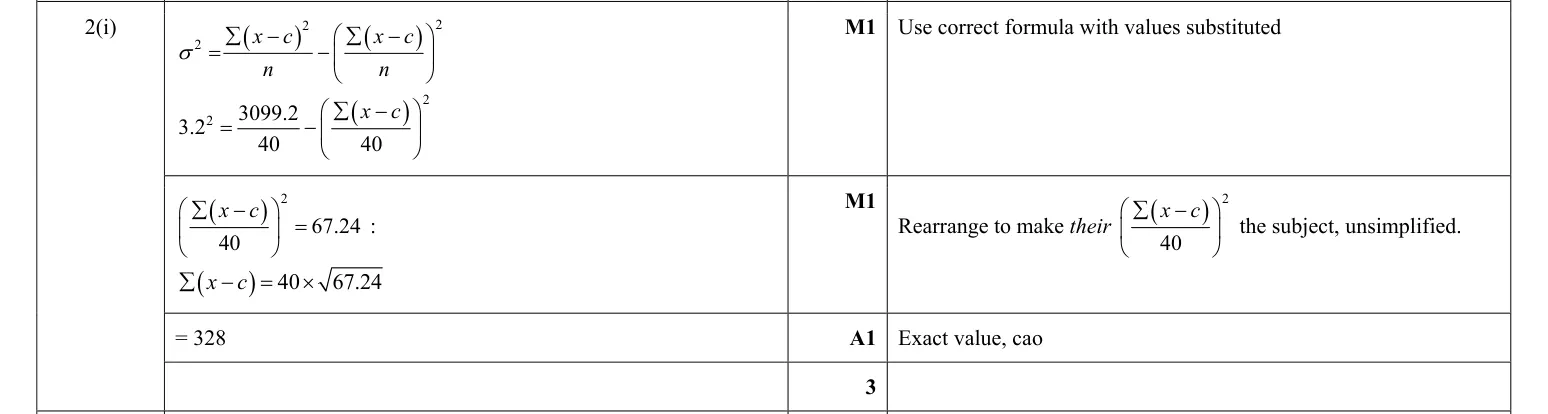 2(i)
σ² = Σ(x − c)²/n − (Σ(x − c)/n)²
M1
Use correct formula with values substituted
3.2² = 3099.2/40 − (Σ(x − c)/40)²
(Σ(x − c)/40)² = 67.24 :
M1
Rearrange to make their (Σ(x − c)/40)² the subject, unsimplified.
Σ(x − c) = 40 × √67.24
= 328
A1
Exact value, cao
3